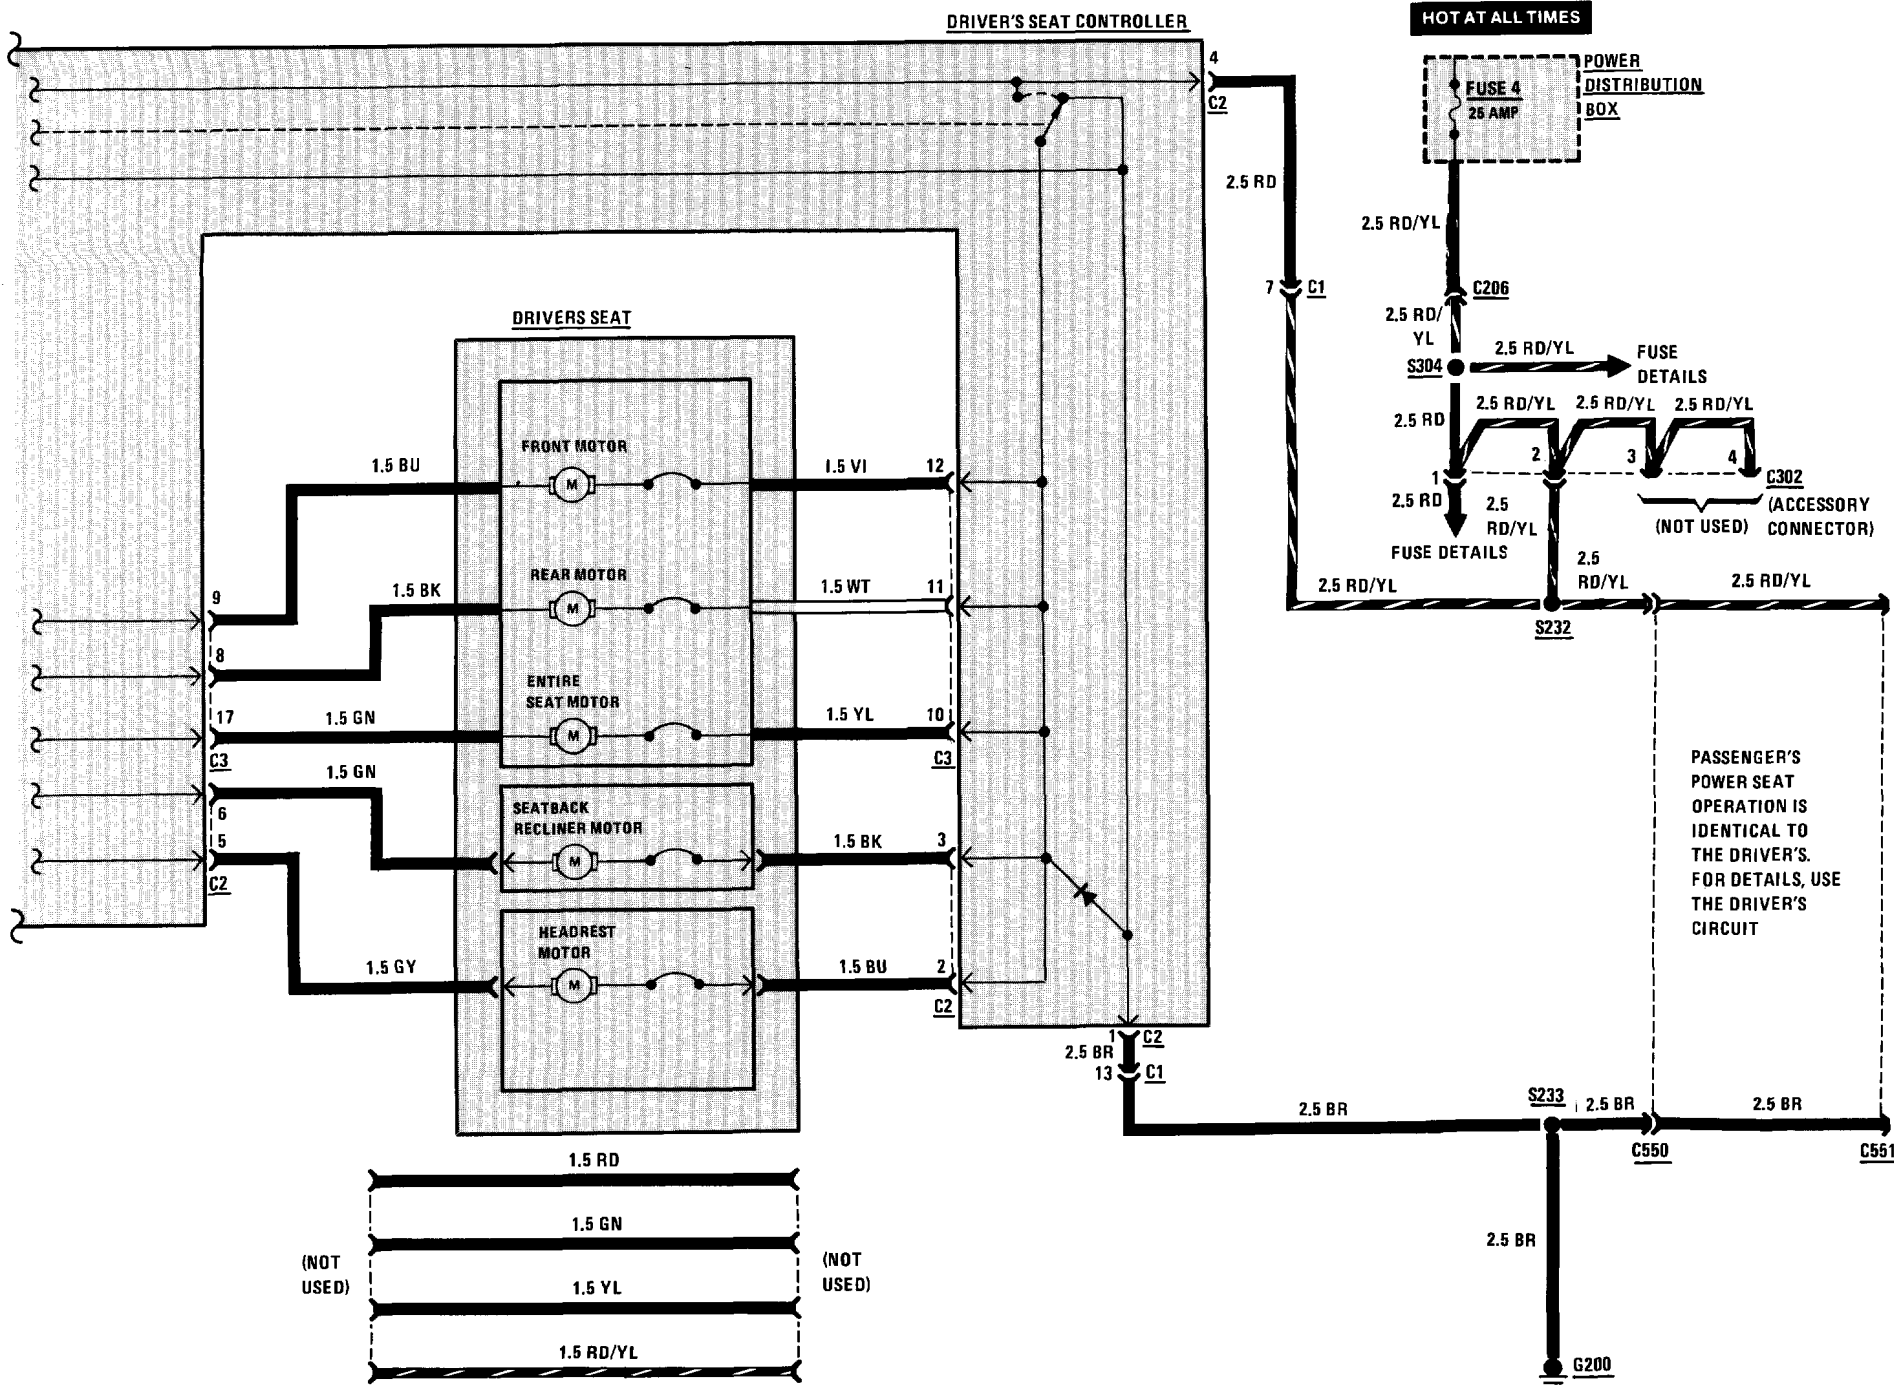 DRIVER'S SEAT CONTROLLER
HOT AT ALL TIMES
4
C2
POWER
DISTRIBUTION
BOX
FUSE 4
25 AMP
2.5 RD
2.5 RD/YL
7
C1
C206
2.5 RD/
YL
S304
2.5 RD/YL
FUSE
DETAILS
2.5 RD
2.5 RD/YL
2.5 RD/YL
2.5 RD/YL
1
2
3
4
C302
(ACCESSORY
CONNECTOR)
(NOT USED)
2.5 RD
2.5
RD/YL
FUSE DETAILS
2.5 RD/YL
2.5
RD/YL
2.5 RD/YL
S232
DRIVERS SEAT
FRONT MOTOR
M
1.5 BU
1.5 VI
12
REAR MOTOR
M
1.5 BK
1.5 WT
11
9
8
ENTIRE
SEAT MOTOR
M
17
1.5 GN
1.5 YL
10
C3
C3
1.5 GN
6
SEATBACK
RECLINER MOTOR
M
1.5 BK
3
5
C2
HEADREST
MOTOR
M
1.5 GY
1.5 BU
2
C2
PASSENGER'S
POWER SEAT
OPERATION IS
IDENTICAL TO
THE DRIVER'S.
FOR DETAILS, USE
THE DRIVER'S
CIRCUIT
1
C2
2.5 BR
13
C1
2.5 BR
S233
2.5 BR
2.5 BR
C550
C551
2.5 BR
G200
1.5 RD
1.5 GN
(NOT
USED)
(NOT
USED)
1.5 YL
1.5 RD/YL